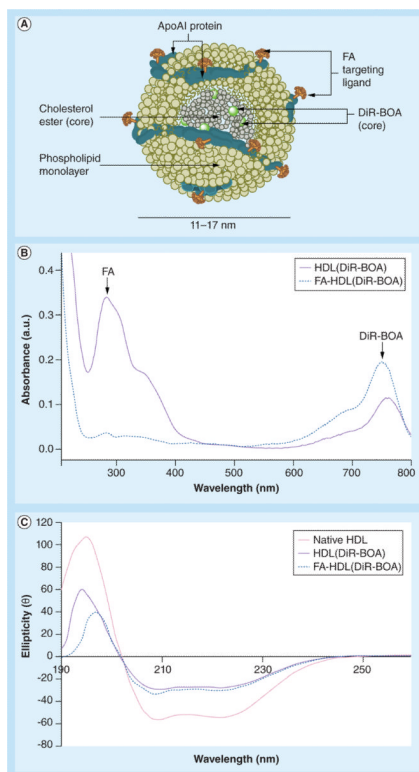 A
ApoAI protein
FA
targeting
ligand
Cholesterol
ester (core)
DiR-BOA
(core)
Phospholipid
monolayer
11–17 nm
B
0.4
0.3
0.2
0.1
0.0
Absorbance (a.u.)
FA
HDL(DiR-BOA)
FA-HDL(DiR-BOA)
DiR-BOA
300 400 500 600 700 800
Wavelength (nm)
C
120
100
80
60
40
20
0
-20
-40
-60
-80
Ellipticity (θ)
Native HDL
HDL(DiR-BOA)
FA-HDL(DiR-BOA)
190 210 230 250
Wavelength (nm)